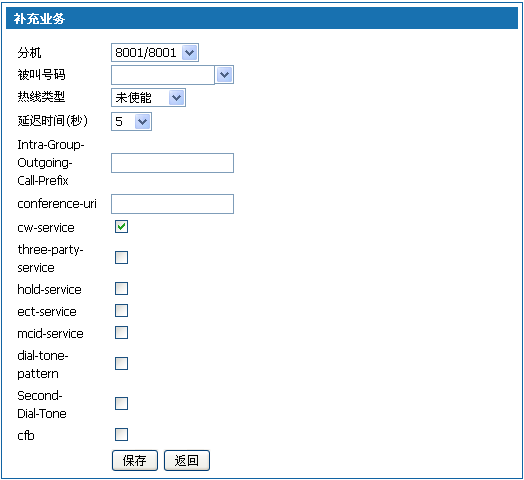 补充业务
分机 8001/8001
被叫号码
热线类型 未使能
延迟时间(秒) 5
Intra-Group-
Outgoing-
Call-Prefix
conference-uri
cw-service
three-party-
service
hold-service
ect-service
mcid-service
dial-tone-
pattern
Second-
Dial-Tone
cfb
保存 返回